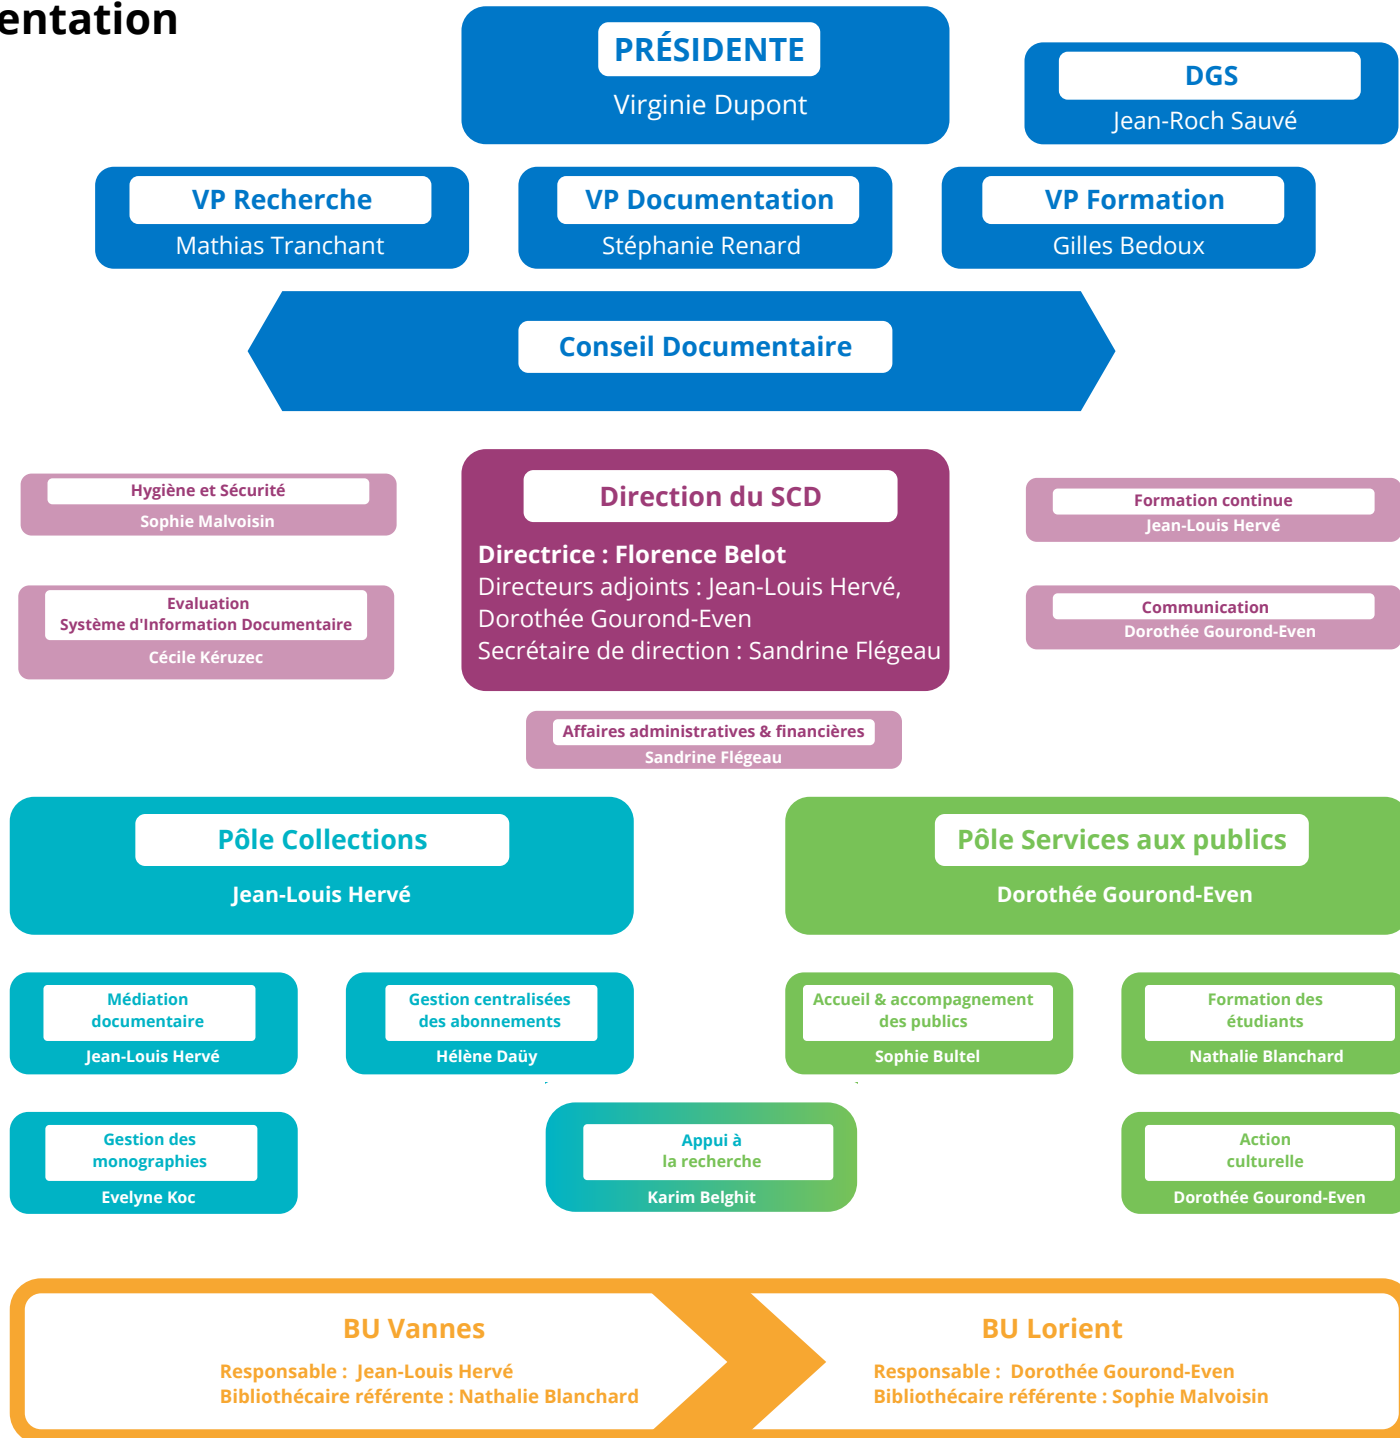 entation
PRÉSIDENTE
Virginie Dupont
DGS
Jean-Roch Sauvé
VP Recherche
Mathias Tranchant
VP Documentation
Stéphanie Renard
VP Formation
Gilles Bedoux
Conseil Documentaire
Hygiène et Sécurité
Sophie Malvoisin
Evaluation
Système d'Information Documentaire
Cécile Kéruzec
Direction du SCD
Directrice : Florence Belot
Directeurs adjoints : Jean-Louis Hervé,
Dorothée Gourond-Even
Secrétaire de direction : Sandrine Flégeau
Formation continue
Jean-Louis Hervé
Communication
Dorothée Gourond-Even
Affaires administratives & financières
Sandrine Flégeau
Pôle Collections
Jean-Louis Hervé
Pôle Services aux publics
Dorothée Gourond-Even
Médiation
documentaire
Jean-Louis Hervé
Gestion centralisées
des abonnements
Hélène Daüy
Accueil & accompagnement
des publics
Sophie Bultel
Formation des
étudiants
Nathalie Blanchard
Gestion des
monographies
Evelyne Koc
Appui à
la recherche
Karim Belghit
Action
culturelle
Dorothée Gourond-Even
BU Vannes
Responsable : Jean-Louis Hervé
Bibliothécaire référente : Nathalie Blanchard
BU Lorient
Responsable : Dorothée Gourond-Even
Bibliothécaire référente : Sophie Malvoisin